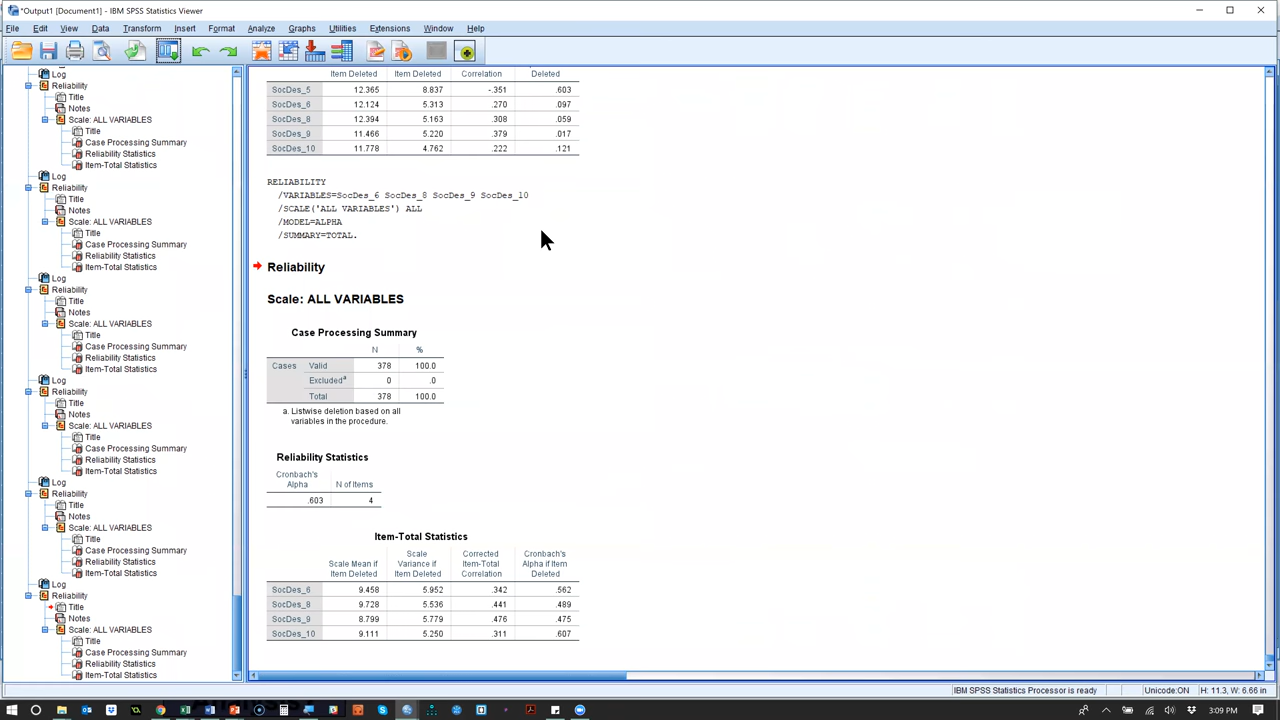 *Output1 [Document1] - IBM SPSS Statistics Viewer
File Edit View Data Transform Insert Format Analyze Graphs Utilities Extensions Window Help
Log
Reliability
Title
Notes
Scale: ALL VARIABLES
Title
Case Processing Summary
Reliability Statistics
Item-Total Statistics
Log
Reliability
Title
Notes
Scale: ALL VARIABLES
Title
Case Processing Summary
Reliability Statistics
Item-Total Statistics
Log
Reliability
Title
Notes
Scale: ALL VARIABLES
Title
Case Processing Summary
Reliability Statistics
Item-Total Statistics
Log
Reliability
Title
Notes
Scale: ALL VARIABLES
Title
Case Processing Summary
Reliability Statistics
Item-Total Statistics
Log
Reliability
Title
Notes
Scale: ALL VARIABLES
Title
Case Processing Summary
Reliability Statistics
Item-Total Statistics
Log
Reliability
Title
Notes
Scale: ALL VARIABLES
Title
Case Processing Summary
Reliability Statistics
Item-Total Statistics
Item Deleted Item Deleted Correlation Deleted
SocDes_5 12.365 8.837 -.351 .603
SocDes_6 12.124 5.313 .270 .097
SocDes_8 12.394 5.163 .308 .059
SocDes_9 11.466 5.220 .379 .017
SocDes_10 11.778 4.762 .222 .121
RELIABILITY
/VARIABLES=SocDes_6 SocDes_8 SocDes_9 SocDes_10
/SCALE('ALL VARIABLES') ALL
/MODEL=ALPHA
/SUMMARY=TOTAL.
Reliability
Scale: ALL VARIABLES
Case Processing Summary
N %
Cases Valid 378 100.0
Excludedª 0 .0
Total 378 100.0
a. Listwise deletion based on all
variables in the procedure.
Reliability Statistics
Cronbach's
Alpha N of Items
.603 4
Item-Total Statistics
Scale Mean if
Item Deleted
Scale
Variance if
Item Deleted
Corrected
Item-Total
Correlation
Cronbach's
Alpha if Item
Deleted
SocDes_6 9.458 5.952 .342 .562
SocDes_8 9.728 5.536 .441 .489
SocDes_9 8.799 5.779 .476 .475
SocDes_10 9.111 5.250 .311 .607
IBM SPSS Statistics Processor is ready Unicode:ON H: 11.3, W: 6.66 in
3:09 PM